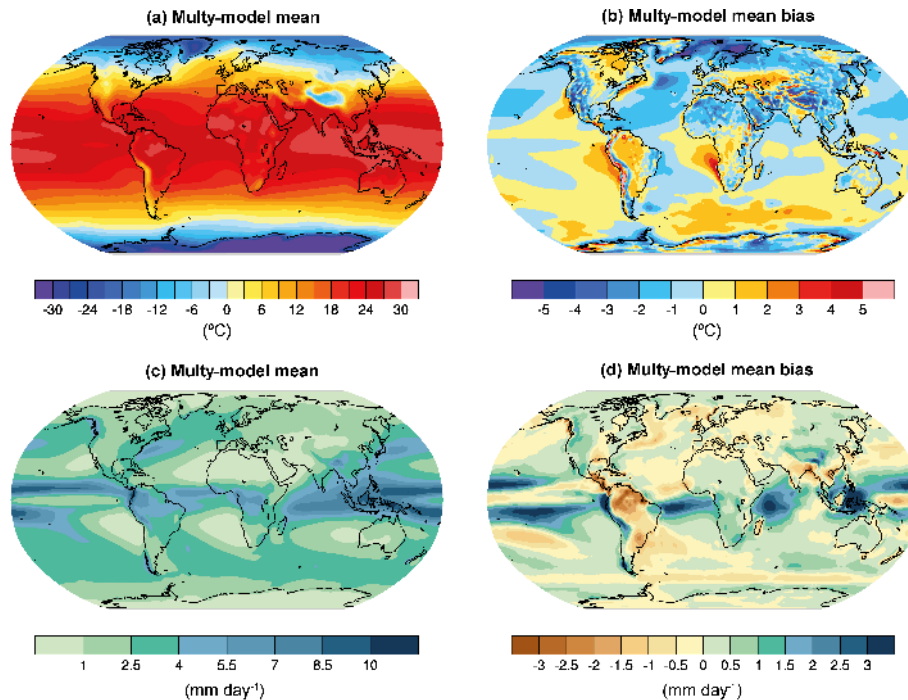 (a) Multy-model mean
(b) Multy-model mean bias
-30 -24 -18 -12 -6 0 6 12 18 24 30
(ºC)
-5 -4 -3 -2 -1 0 1 2 3 4 5
(ºC)
(c) Multy-model mean
(d) Multy-model mean bias
1 2.5 4 5.5 7 8.5 10
(mm day-1)
-3 -2.5 -2 -1.5 -1 -0.5 0 0.5 1 1.5 2 2.5 3
(mm day-1)